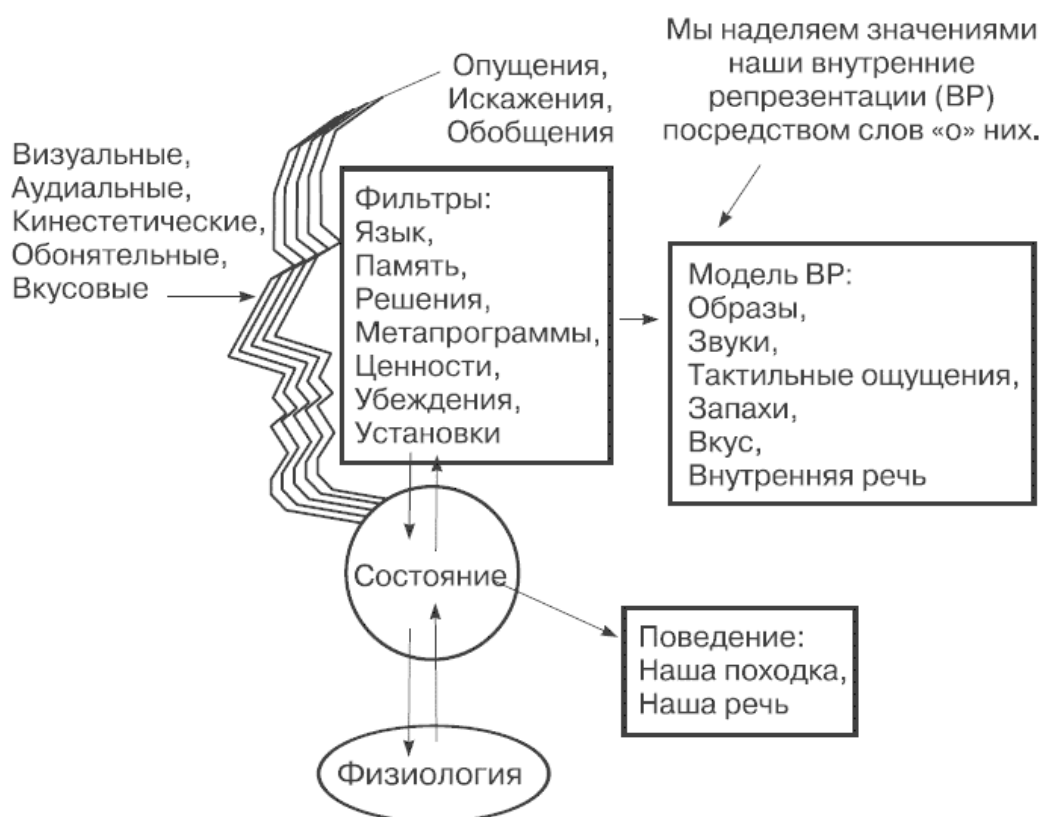 Опущения,
Искажения,
Обобщения
Мы наделяем значениями
наши внутренние
репрезентации (ВР)
посредством слов «о» них.
Визуальные,
Аудиальные,
Кинестетические,
Обонятельные,
Вкусовые
Фильтры:
Язык,
Память,
Решения,
Метапрограммы,
Ценности,
Убеждения,
Установки
Модель ВР:
Образы,
Звуки,
Тактильные ощущения,
Запахи,
Вкус,
Внутренняя речь
Состояние
Поведение:
Наша походка,
Наша речь
Физиология